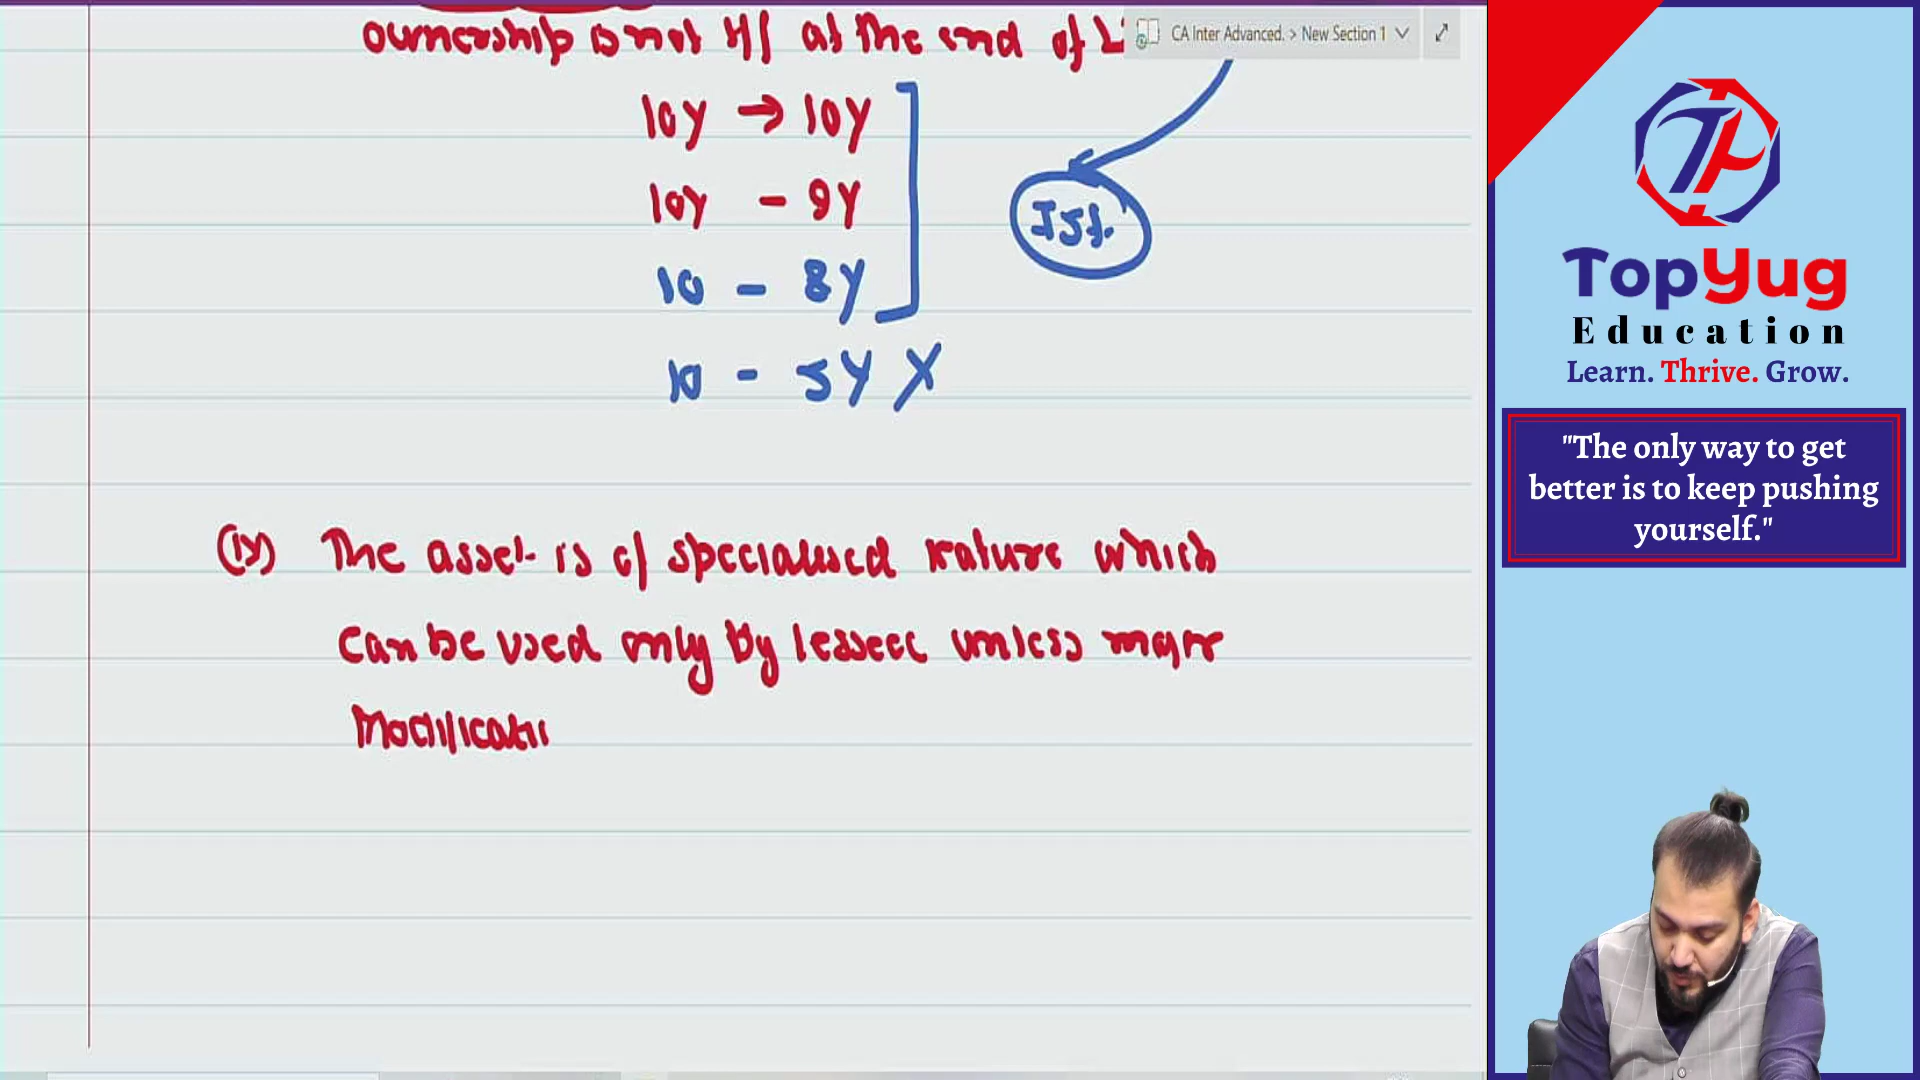 ownership is not t/f at the end of L
CA Inter Advanced. > New Section 1
10Y → 10Y
10Y - 9Y
10 - 8Y
10 - 5Y X
(iv) The asset is of specialised nature which
can be used only by lessee unless major
Modificati
TopYug
Education
Learn. Thrive. Grow.
"The only way to get
better is to keep pushing
yourself."